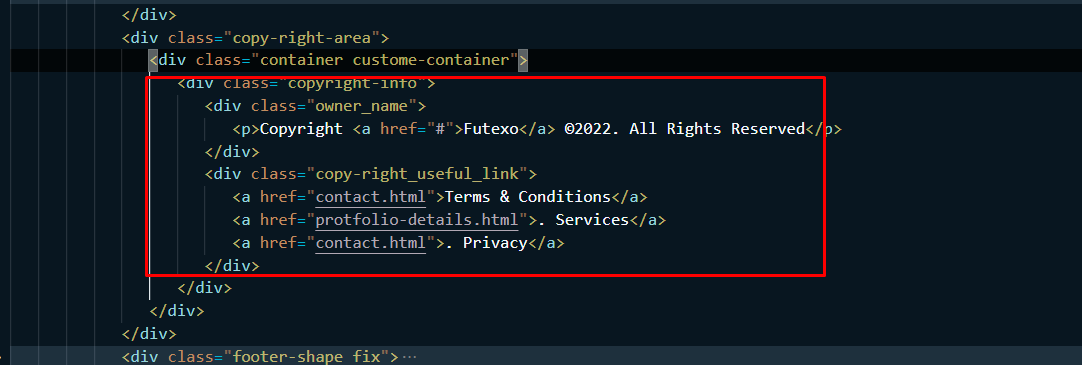 </div>
<div class="copy-right-area">
<div class="container custome-container">
<div class="copyright-info">
<div class="owner_name">
<p>Copyright <a href="#">Futexo</a> ©2022. All Rights Reserved</p>
</div>
<div class="copy-right_useful_link">
<a href="contact.html">Terms & Conditions</a>
<a href="protfolio-details.html">. Services</a>
<a href="contact.html">. Privacy</a>
</div>
</div>
</div>
</div>
<div class="footer-shape fix">…